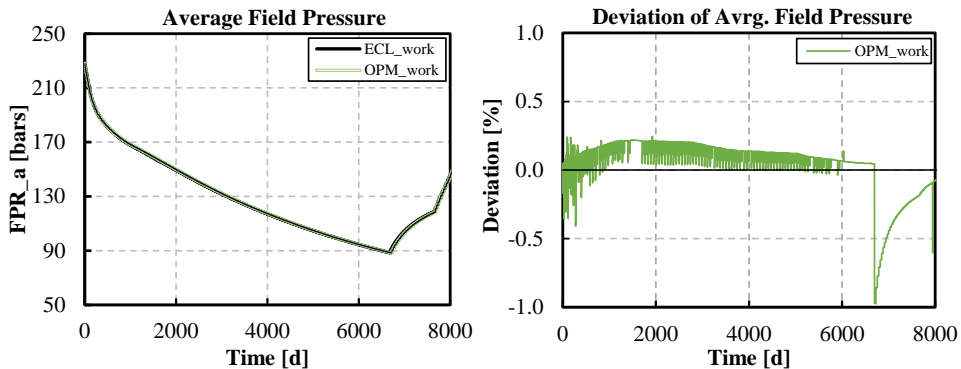 Average Field Pressure
FPR_a [bars]
250
210
170
130
90
50
ECL_work
OPM_work
0
2000
4000
6000
8000
Time [d]
Deviation of Avrg. Field Pressure
Deviation [%]
1.0
0.5
0.0
-0.5
-1.0
OPM_work
0
2000
4000
6000
8000
Time [d]